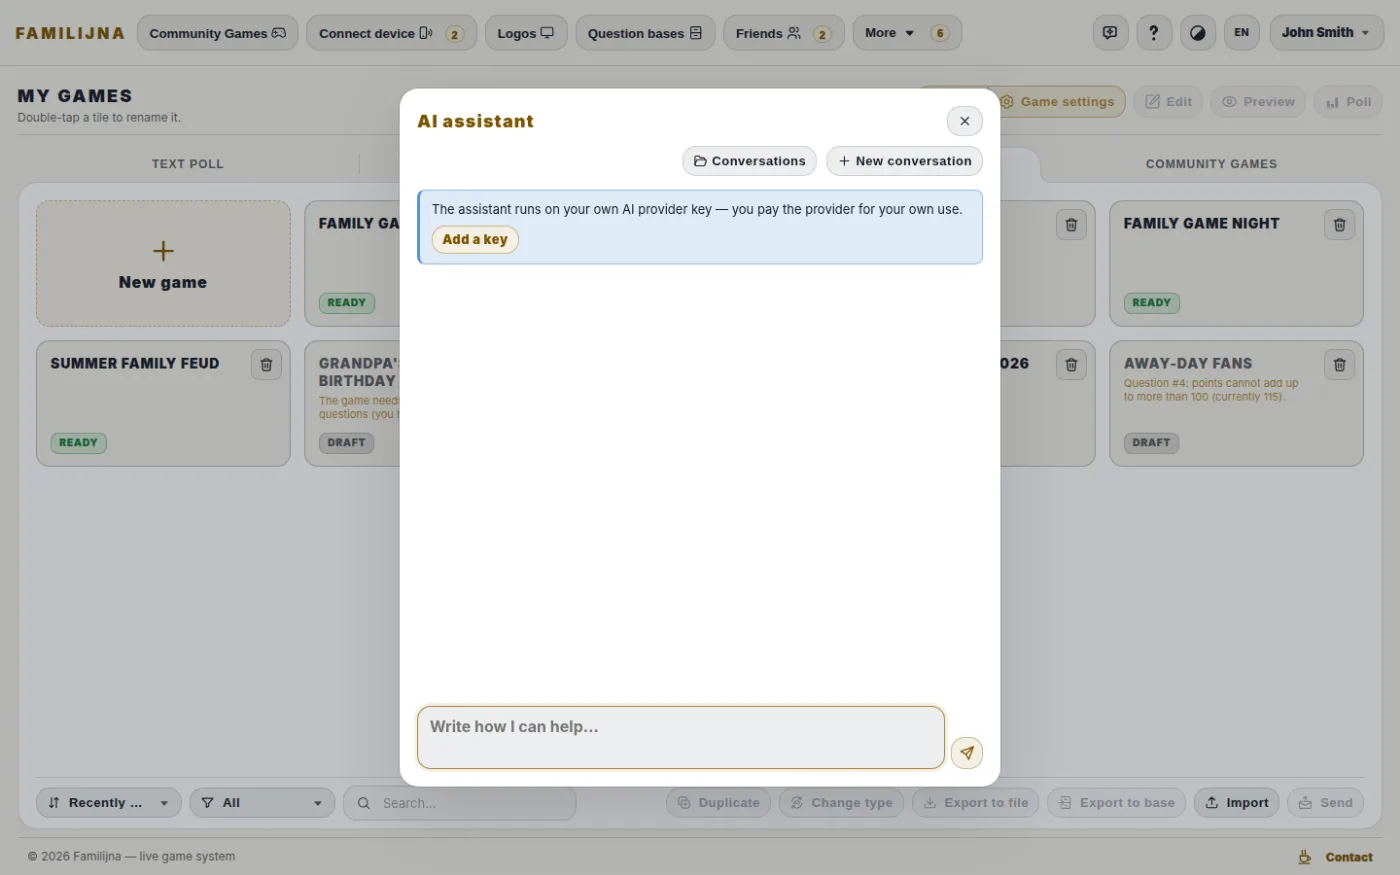 FAMILIJNA
Community Games
Connect device 2
Logos
Question bases
Friends 2
More 6
?
EN
John Smith
MY GAMES
Double-tap a tile to rename it.
Game settings
Edit
Preview
Poll
AI assistant
Conversations
New conversation
The assistant runs on your own AI provider key — you pay the provider for your own use.
Add a key
Write how I can help...
TEXT POLL
COMMUNITY GAMES
New game
FAMILY GA
READY
FAMILY GAME NIGHT
READY
SUMMER FAMILY FEUD
READY
GRANDPA'
BIRTHDAY
The game need
questions (you
DRAFT
026
AWAY-DAY FANS
Question #4: points cannot add up
to more than 100 (currently 115).
DRAFT
Recently ...
All
Search...
Duplicate
Change type
Export to file
Export to base
Import
Send
© 2026 Familijna — live game system
Contact